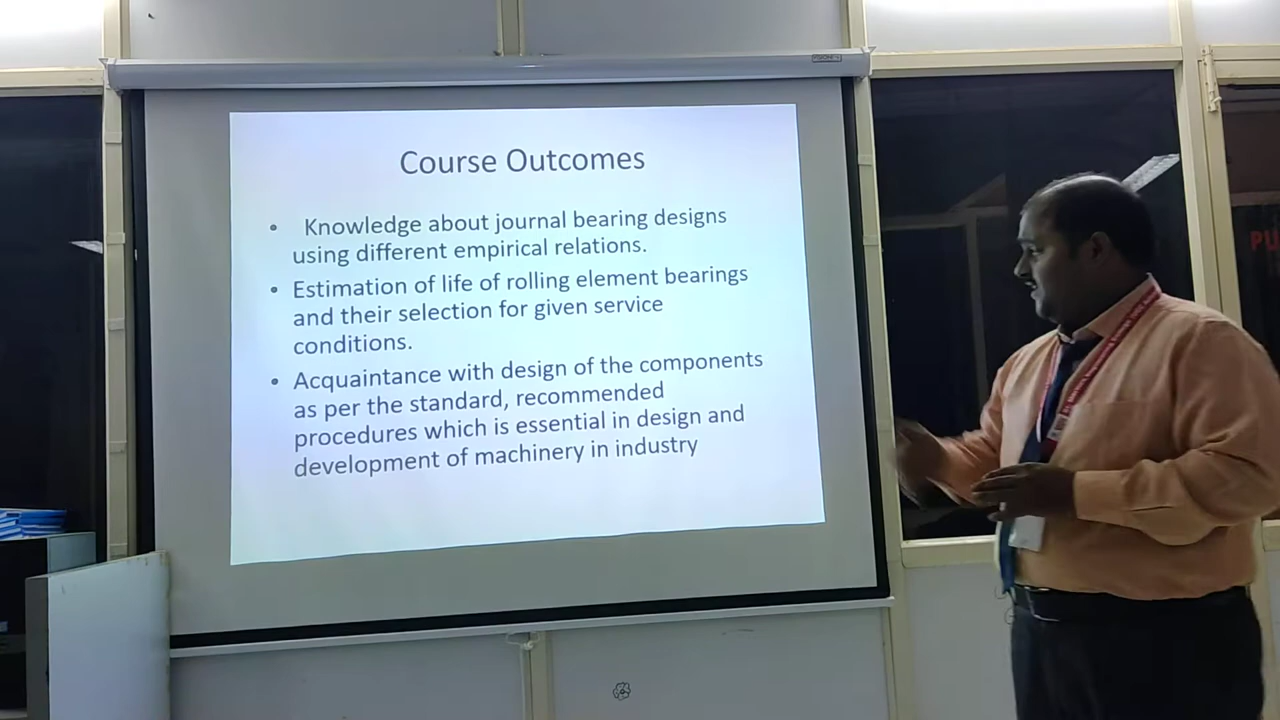 Course Outcomes
• Knowledge about journal bearing designs
using different empirical relations.
• Estimation of life of rolling element bearings
and their selection for given service
conditions.
• Acquaintance with design of the components
as per the standard, recommended
procedures which is essential in design and
development of machinery in industry
PU